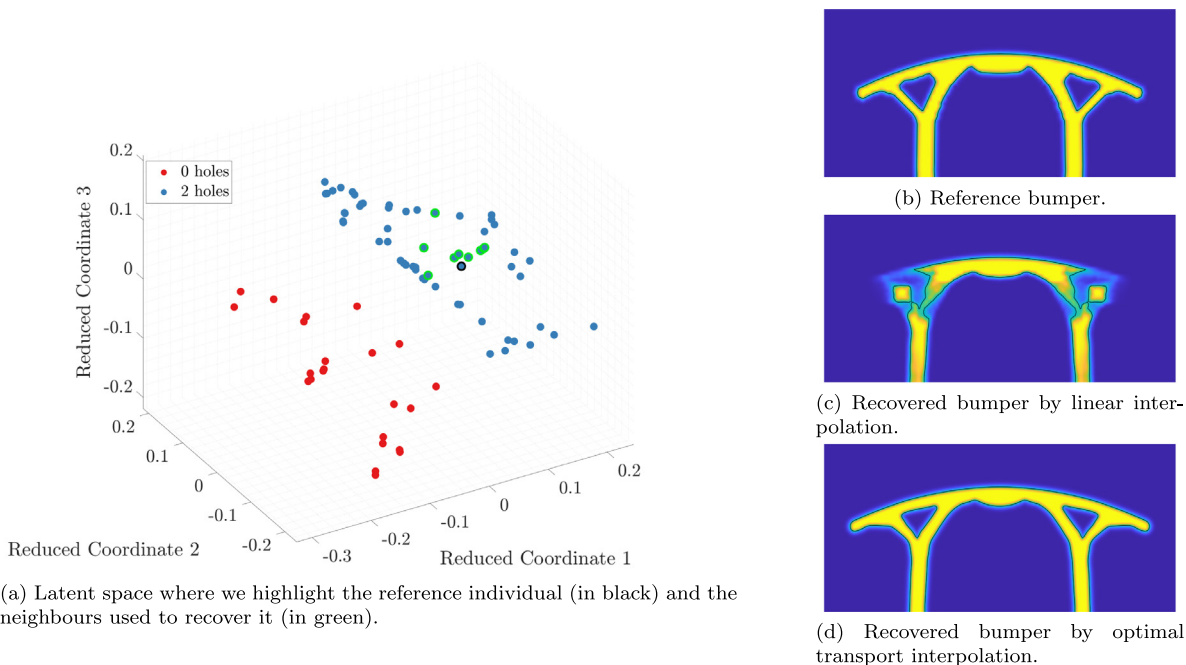 0.2
0 holes
2 holes
0.1
0
-0.1
-0.2
Reduced Coordinate 3
0.2
0.1
0
-0.1
-0.2
Reduced Coordinate 2
-0.3
-0.2
-0.1
0
0.1
0.2
Reduced Coordinate 1
(a) Latent space where we highlight the reference individual (in black) and the
neighbours used to recover it (in green).
(b) Reference bumper.
(c) Recovered bumper by linear inter-
polation.
(d) Recovered bumper by optimal
transport interpolation.